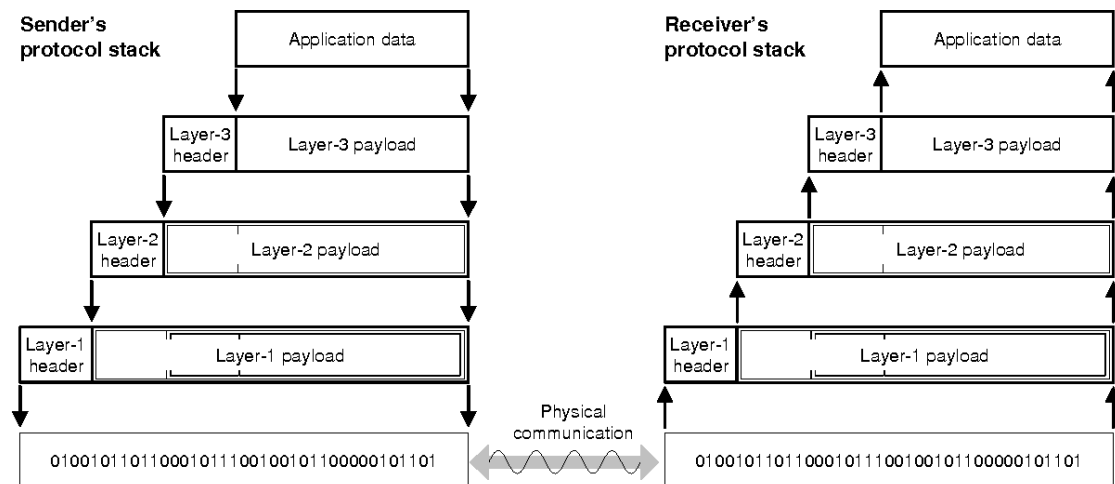 Sender's
protocol stack
Application data
Layer-3
header
Layer-3 payload
Layer-2
header
Layer-2 payload
Layer-1
header
Layer-1 payload
010010110110001011100100101100000101101
Physical
communication
Receiver's
protocol stack
Application data
Layer-3
header
Layer-3 payload
Layer-2
header
Layer-2 payload
Layer-1
header
Layer-1 payload
010010110110001011100100101100000101101